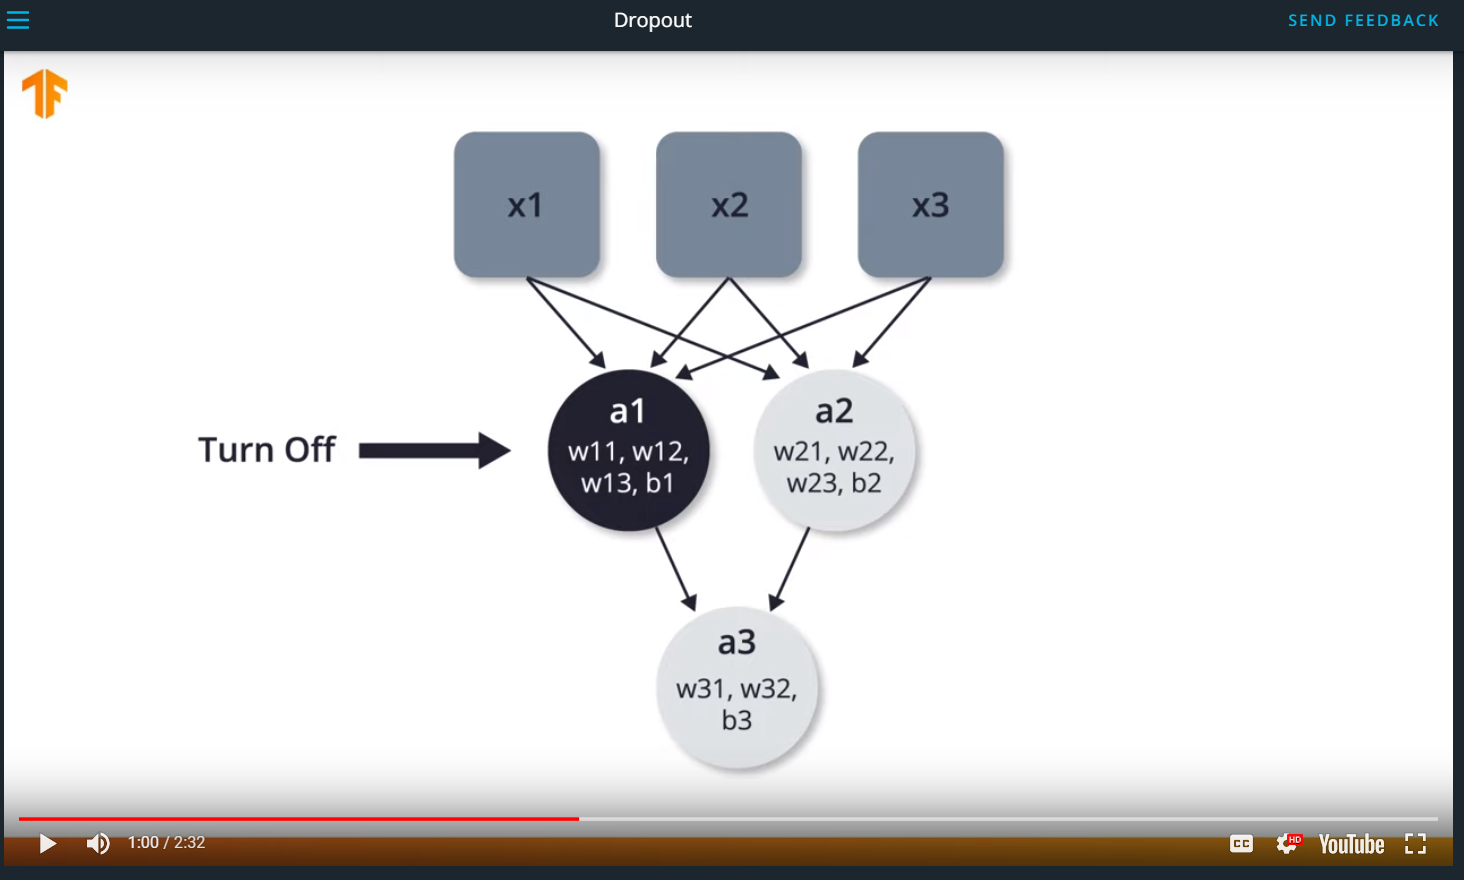 Dropout
SEND FEEDBACK
x1
x2
x3
Turn Off
a1
w11, w12,
w13, b1
a2
w21, w22,
w23, b2
a3
w31, w32,
b3
1:00 / 2:32
CC
HD
YouTube